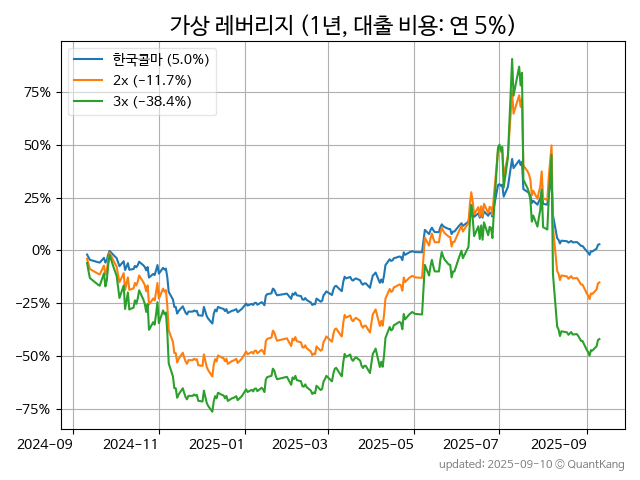 가상 레버리지 (1년, 대출 비용: 연 5%)
한국콜마 (5.0%)
2x (−11.7%)
3x (−38.4%)
75%
50%
25%
0%
−25%
−50%
−75%
2024-09 2024-11 2025-01 2025-03 2025-05 2025-07 2025-09
updated: 2025-09-10 © QuantKang